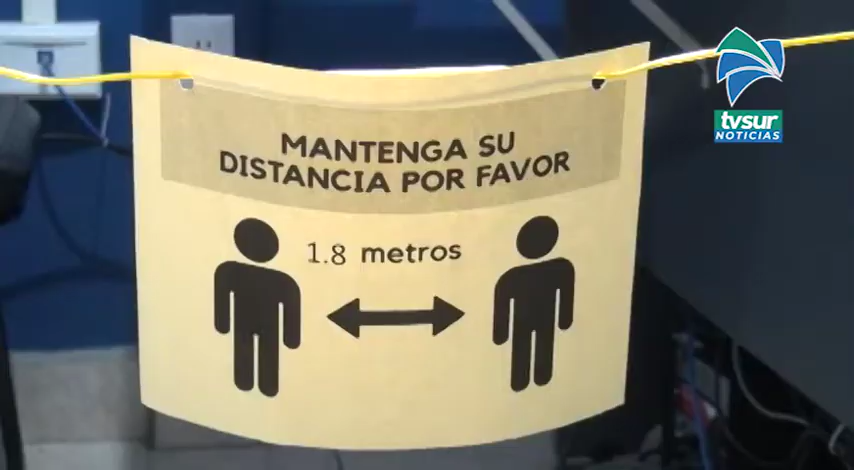 MANTENGA SU
DISTANCIA POR FAVOR
1.8 metros
tvsur
NOTICIAS